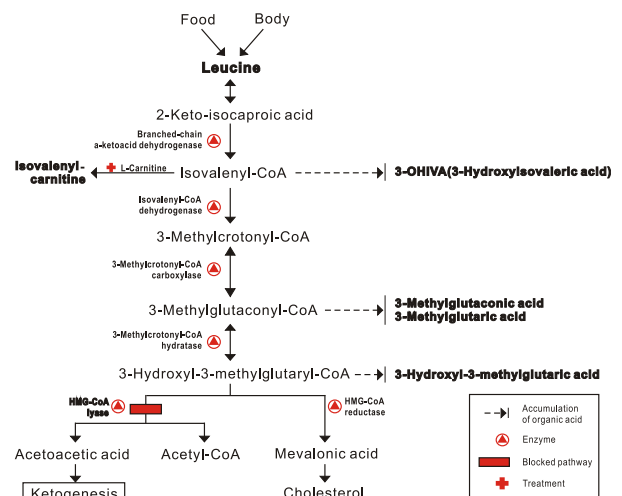 Food
Body
Leucine
2-Keto-isocaproic acid
Branched-chain
a-ketoacid dehydrogenase
Isovalenyl-
carnitine
L-Carnitine
Isovalenyl-CoA
3-OHIVA(3-Hydroxylsovaleric acid)
Isovalenyl-CoA
dehydrogenase
3-Methylcrotonyl-CoA
3-Methylcrotonyl-CoA
carboxylase
3-Methylglutaconyl-CoA
3-Methylglutaconic acid
3-Methylglutaric acid
3-Methylcrotonyl-CoA
hydratase
3-Hydroxyl-3-methylglutaryl-CoA
3-Hydroxyl-3-methylglutaric acid
HMG-CoA
lyase
HMG-CoA
reductase
Acetoacetic acid
Acetyl-CoA
Mevalonic acid
Ketogenesis
Cholesterol
Accumulation
of organic acid
Enzyme
Blocked pathway
Treatment